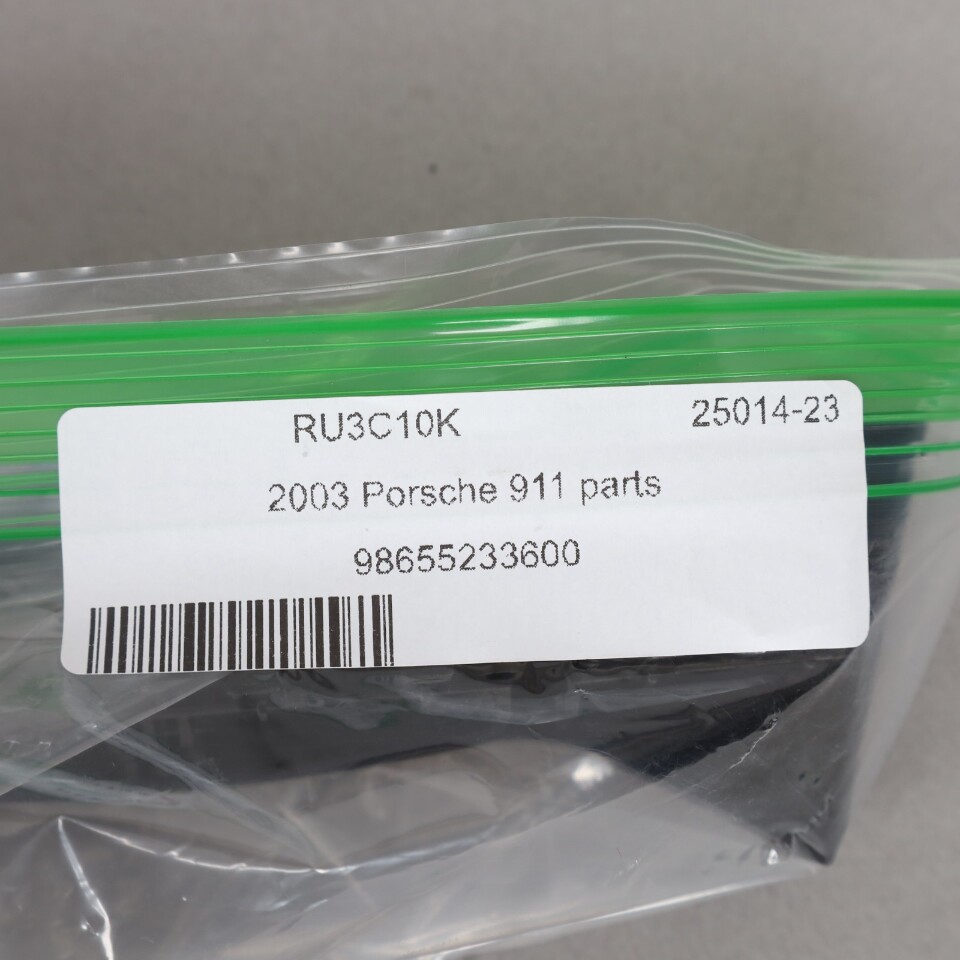 RU3C10K 25014-23
2003 Porsche 911 parts
98655233600